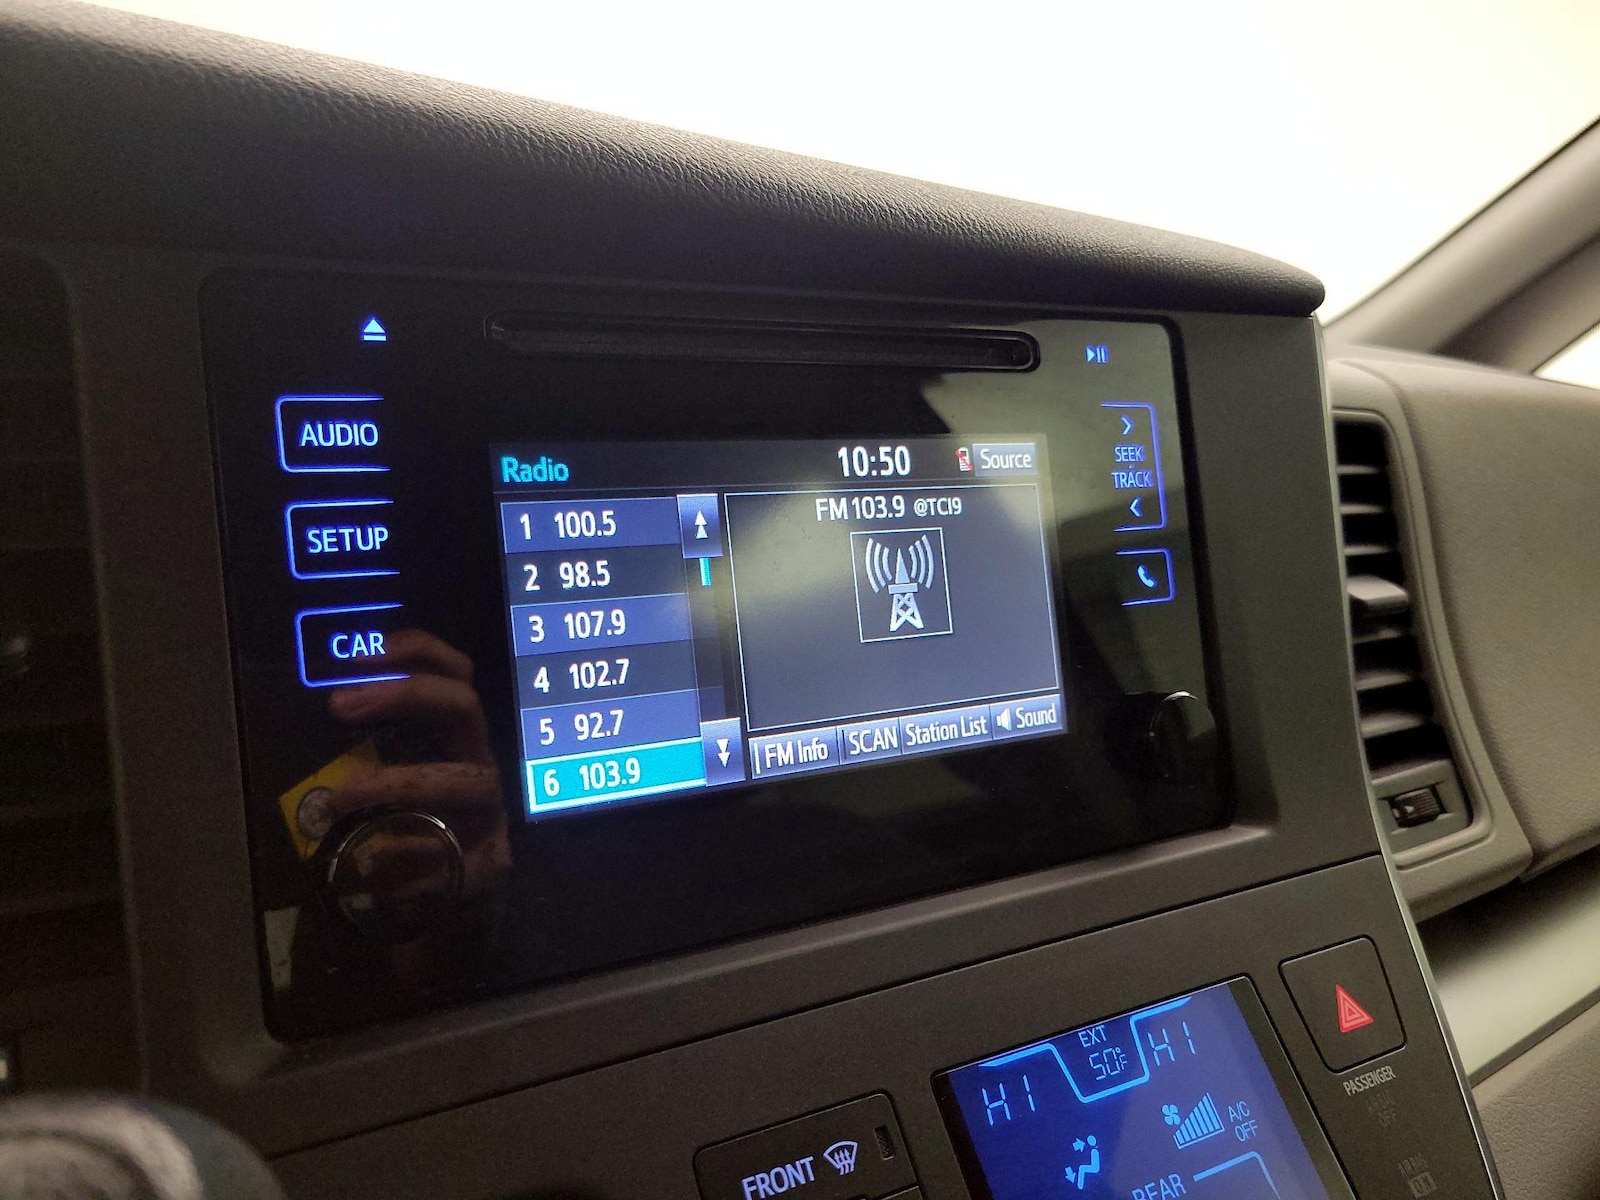 AUDIO
SETUP
CAR
Radio 10:50 Source
1 100.5
2 98.5
3 107.9
4 102.7
5 92.7
6 103.9
FM 103.9 @TCI9
FM Info SCAN Station List Sound
SEEK
TRACK
EXT
50°F
HI HI
A/C
OFF
REAR
FRONT
PASSENGER
OFF